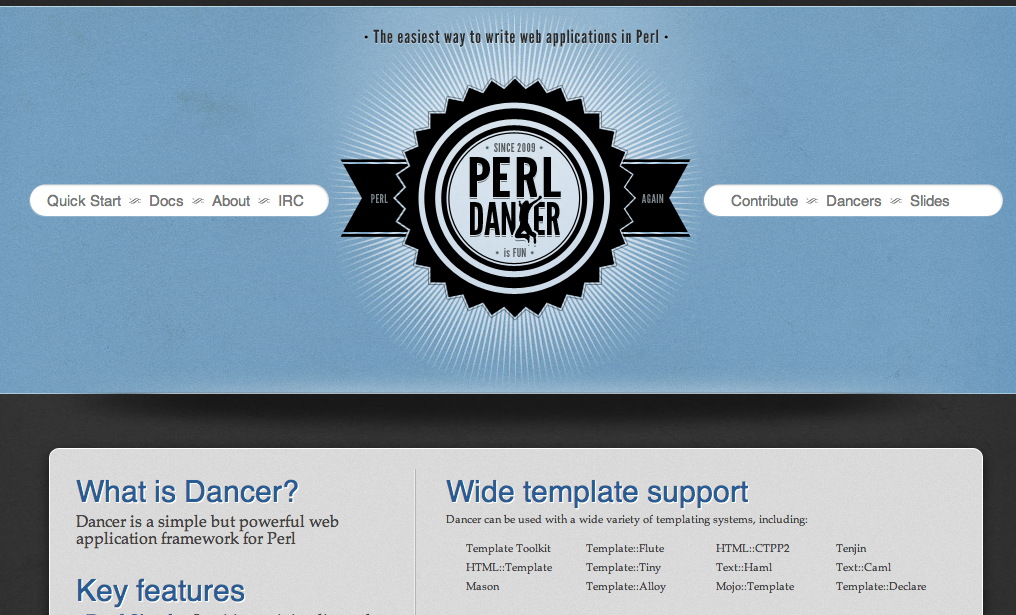 • The easiest way to write web applications in Perl •
• SINCE 2009 •
PERL
DANCER
• is FUN •
PERL
AGAIN
Quick Start Docs About IRC
Contribute Dancers Slides
What is Dancer?
Dancer is a simple but powerful web
application framework for Perl
Key features
Wide template support
Dancer can be used with a wide variety of templating systems, including:
Template Toolkit Template::Flute HTML::CTPP2 Tenjin
HTML::Template Template::Tiny Text::Haml Text::Caml
Mason Template::Alloy Mojo::Template Template::Declare